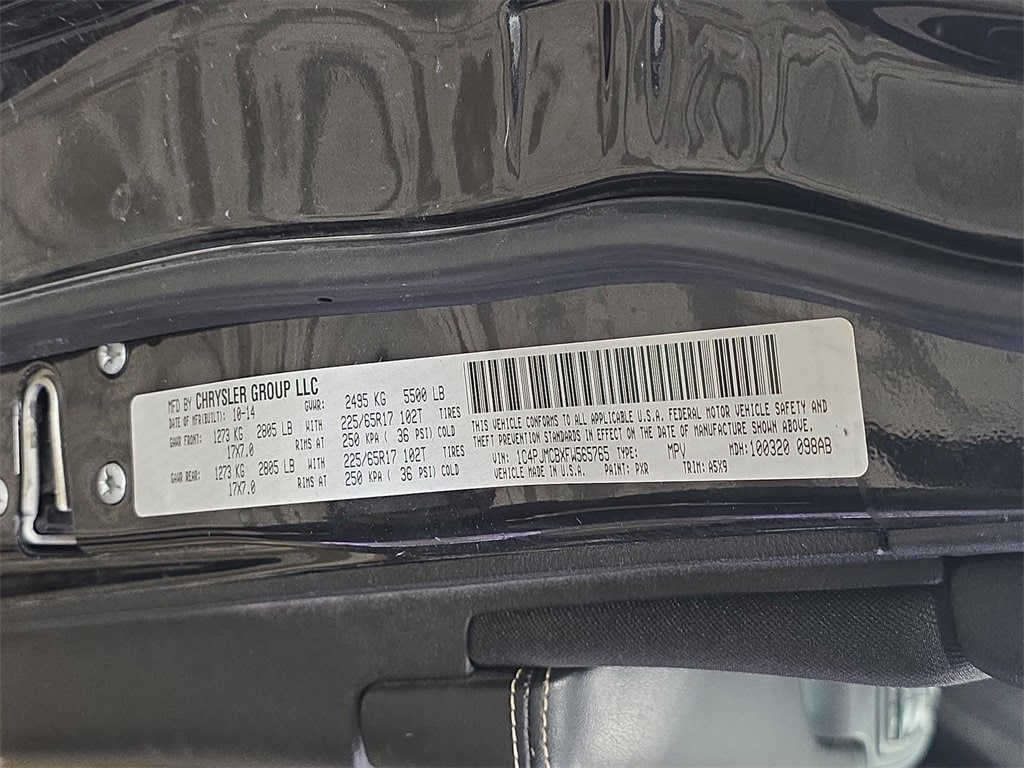 MFD BY CHRYSLER GROUP LLC
DATE OF MFR(BUILT): 10-14 GVWR: 2495 KG 5500 LB
GAWR FRONT: 1273 KG 2805 LB WITH 225/65R17 102T TIRES
17X7.0 RIMS AT 250 KPA ( 36 PSI) COLD
GAWR REAR: 1273 KG 2805 LB WITH 225/65R17 102T TIRES
17X7.0 RIMS AT 250 KPA ( 36 PSI) COLD
THIS VEHICLE CONFORMS TO ALL APPLICABLE U.S.A. FEDERAL MOTOR VEHICLE SAFETY AND
THEFT PREVENTION STANDARDS IN EFFECT ON THE DATE OF MANUFACTURE SHOWN ABOVE.
VIN: 1C4PJMCBXFW565765 TYPE: MPV MDH: 100320 098AB
VEHICLE MADE IN U.S.A. PAINT: PXR TRIM: A5X9